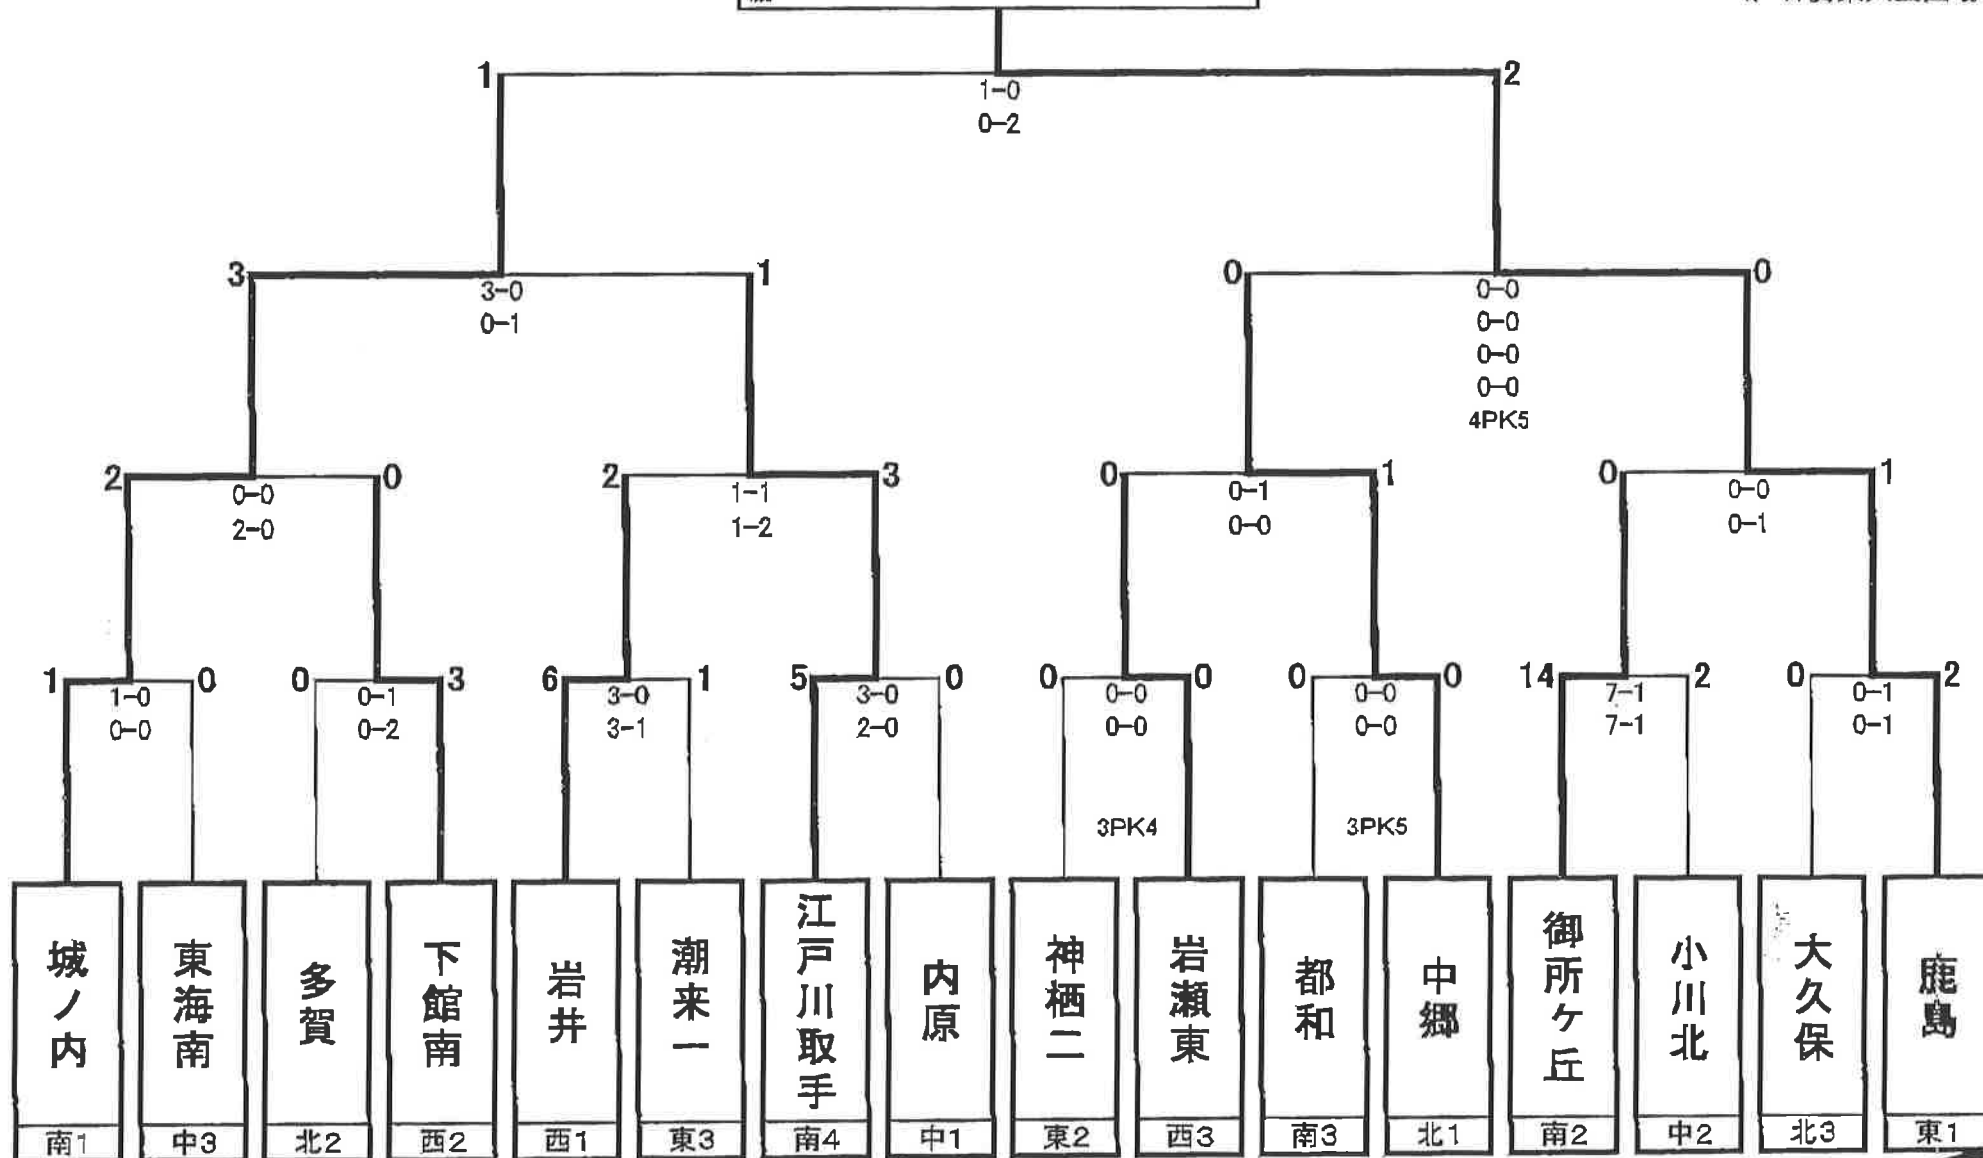 1 2
1-0
0-2
3 1 0 0
3-0 0-0
0-1 0-0
0-0
0-0
4PK5
2 0 2 3 0 1 0 1
0-0 1-1 0-1 0-0
2-0 1-2 0-0 0-1
1 0 0 3 6 1 5 0 0 0 0 0 14 2 0 2
1-0 0-1 3-0 3-0 0-0 0-0 7-1 0-1
0-0 0-2 3-1 2-0 0-0 0-0 7-1 0-1
3PK4 3PK5
城ノ内 東海南 多賀 下館南 岩井 潮来一 江戸川取手 内原 神栖二 岩瀬東 都和 中郷 御所ケ丘 小川北 大久保 鹿島
南1 中3 北2 西2 西1 東3 南4 中1 東2 西3 南3 北1 南2 中2 北3 東1